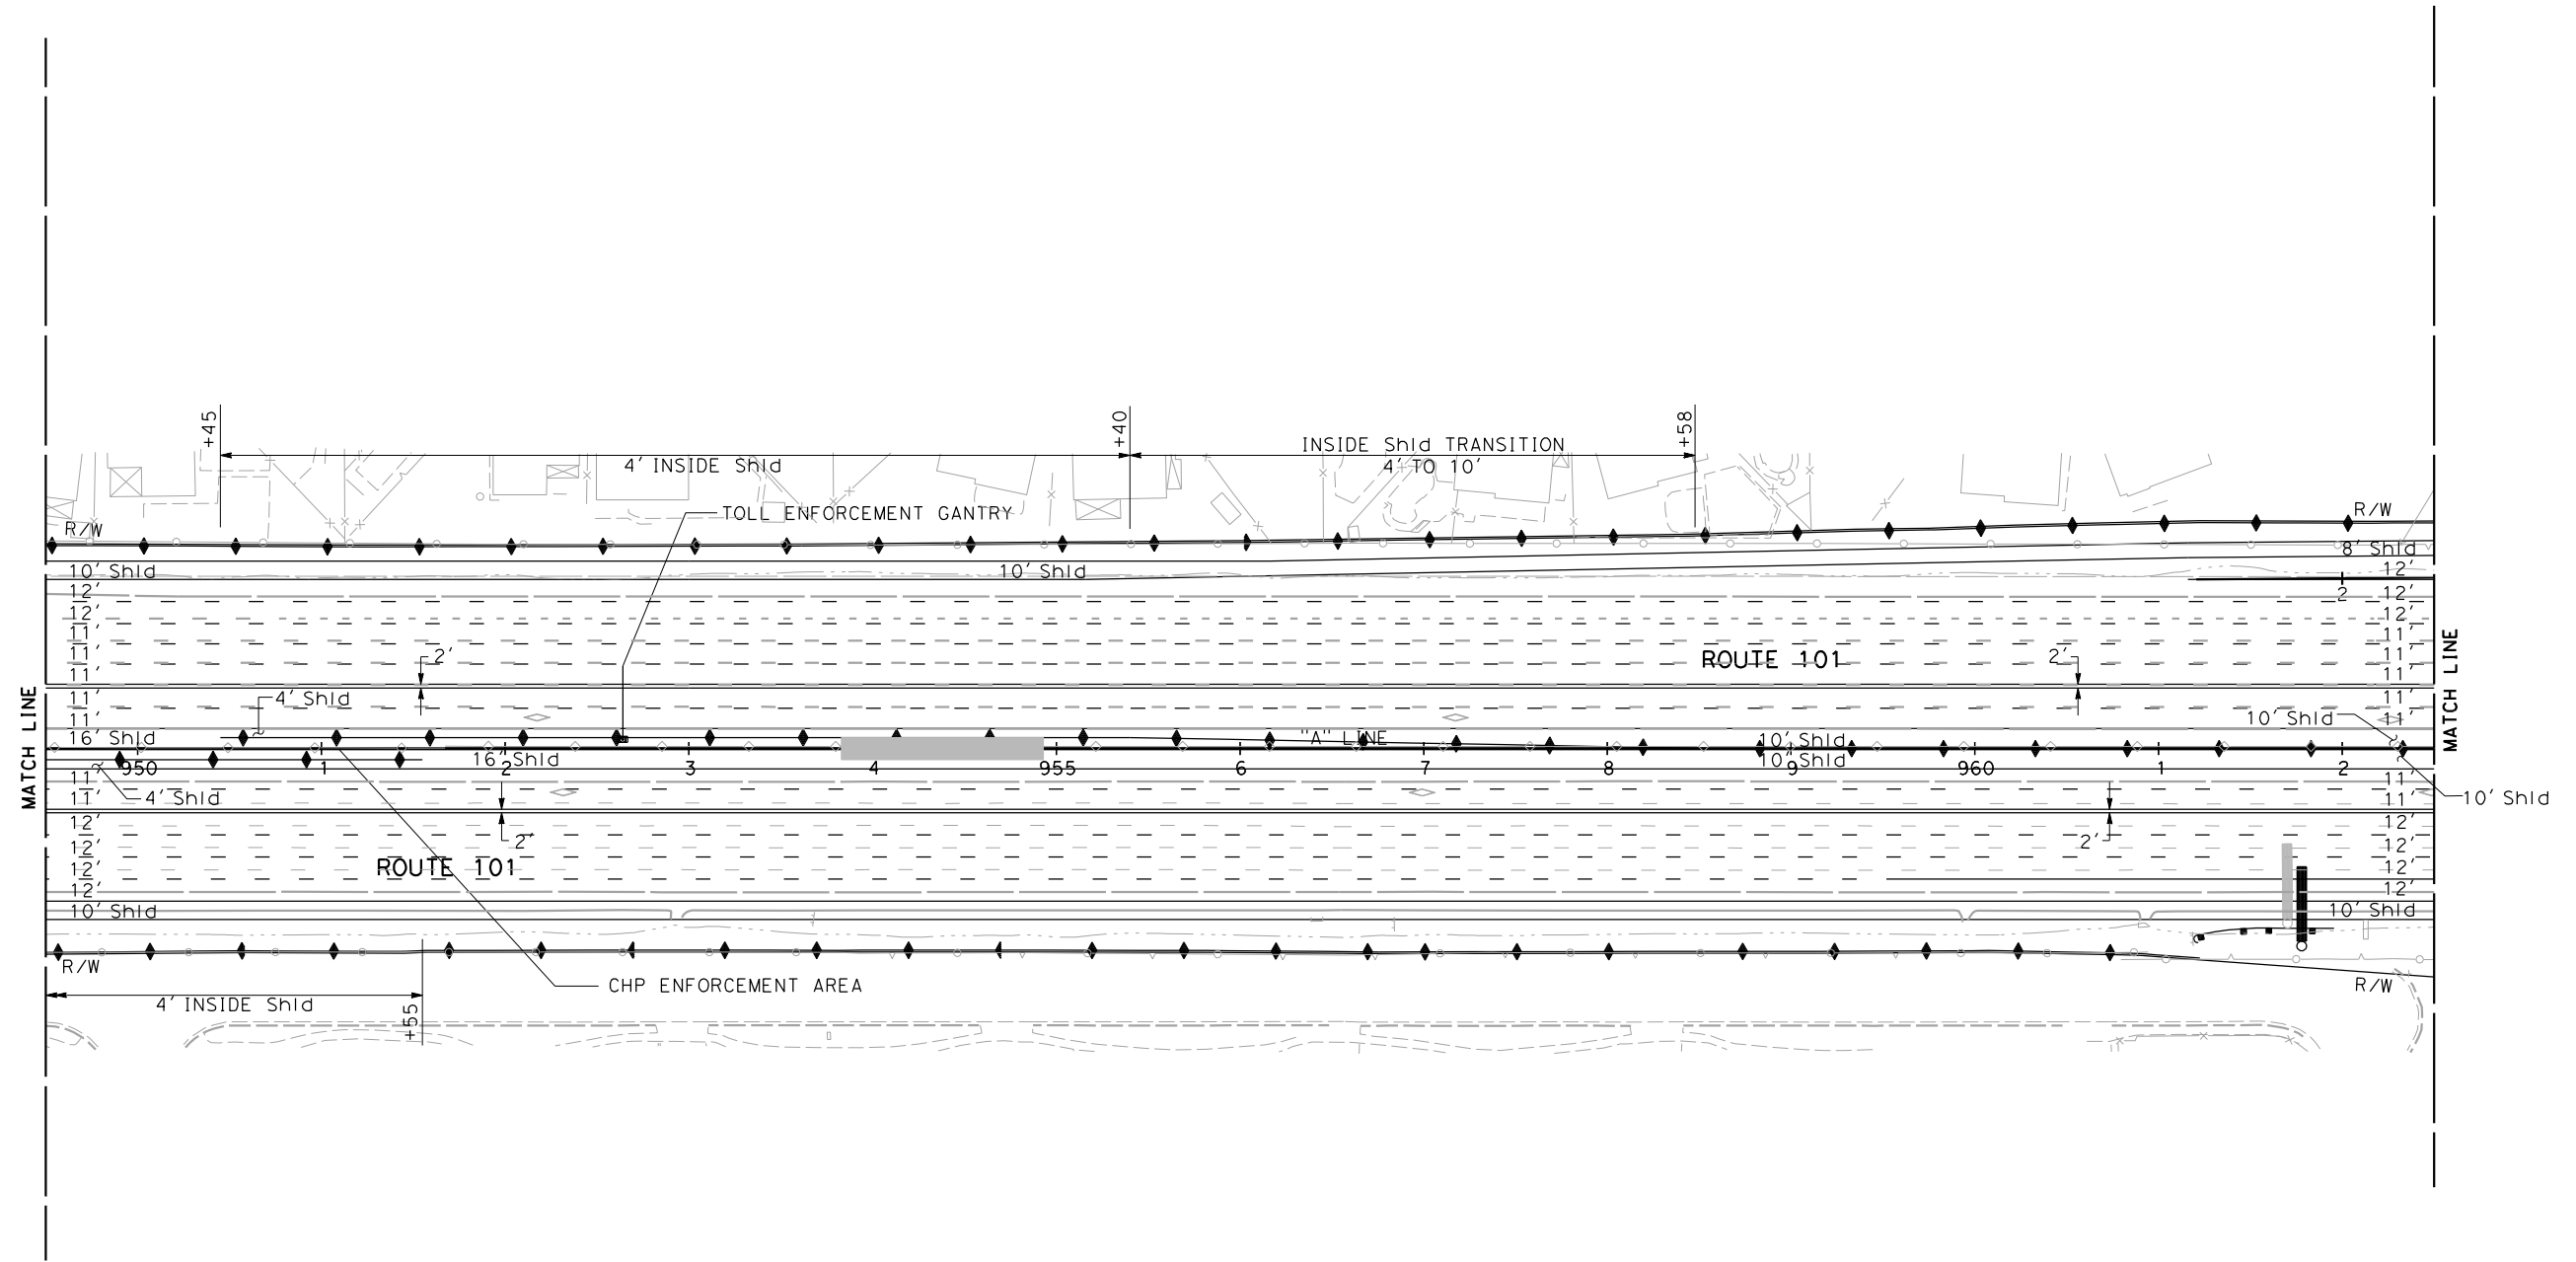 +45
+40
+58
INSIDE Shld TRANSITION
4' INSIDE Shld
4' TO 10'
TOLL ENFORCEMENT GANTRY
R/W
R/W
8' Shld
10' Shld
10' Shld
12'
12'
2
12'
12'
12'
11'
11'
11'
11'
11'
11'
2'
ROUTE 101
2'
MATCH LINE
MATCH LINE
11'
4' Shld
11'
11'
10' Shld
11'
16' Shld
"A" LINE
10' Shld
16' Shld
10' Shld
950
1
2
3
4
955
6
7
8
9
960
1
2
11'
11'
11'
4' Shld
11'
10' Shld
12'
12'
2'
2'
12'
12'
12'
ROUTE 101
12'
12'
12'
10' Shld
10' Shld
R/W
CHP ENFORCEMENT AREA
R/W
4' INSIDE Shld
+55